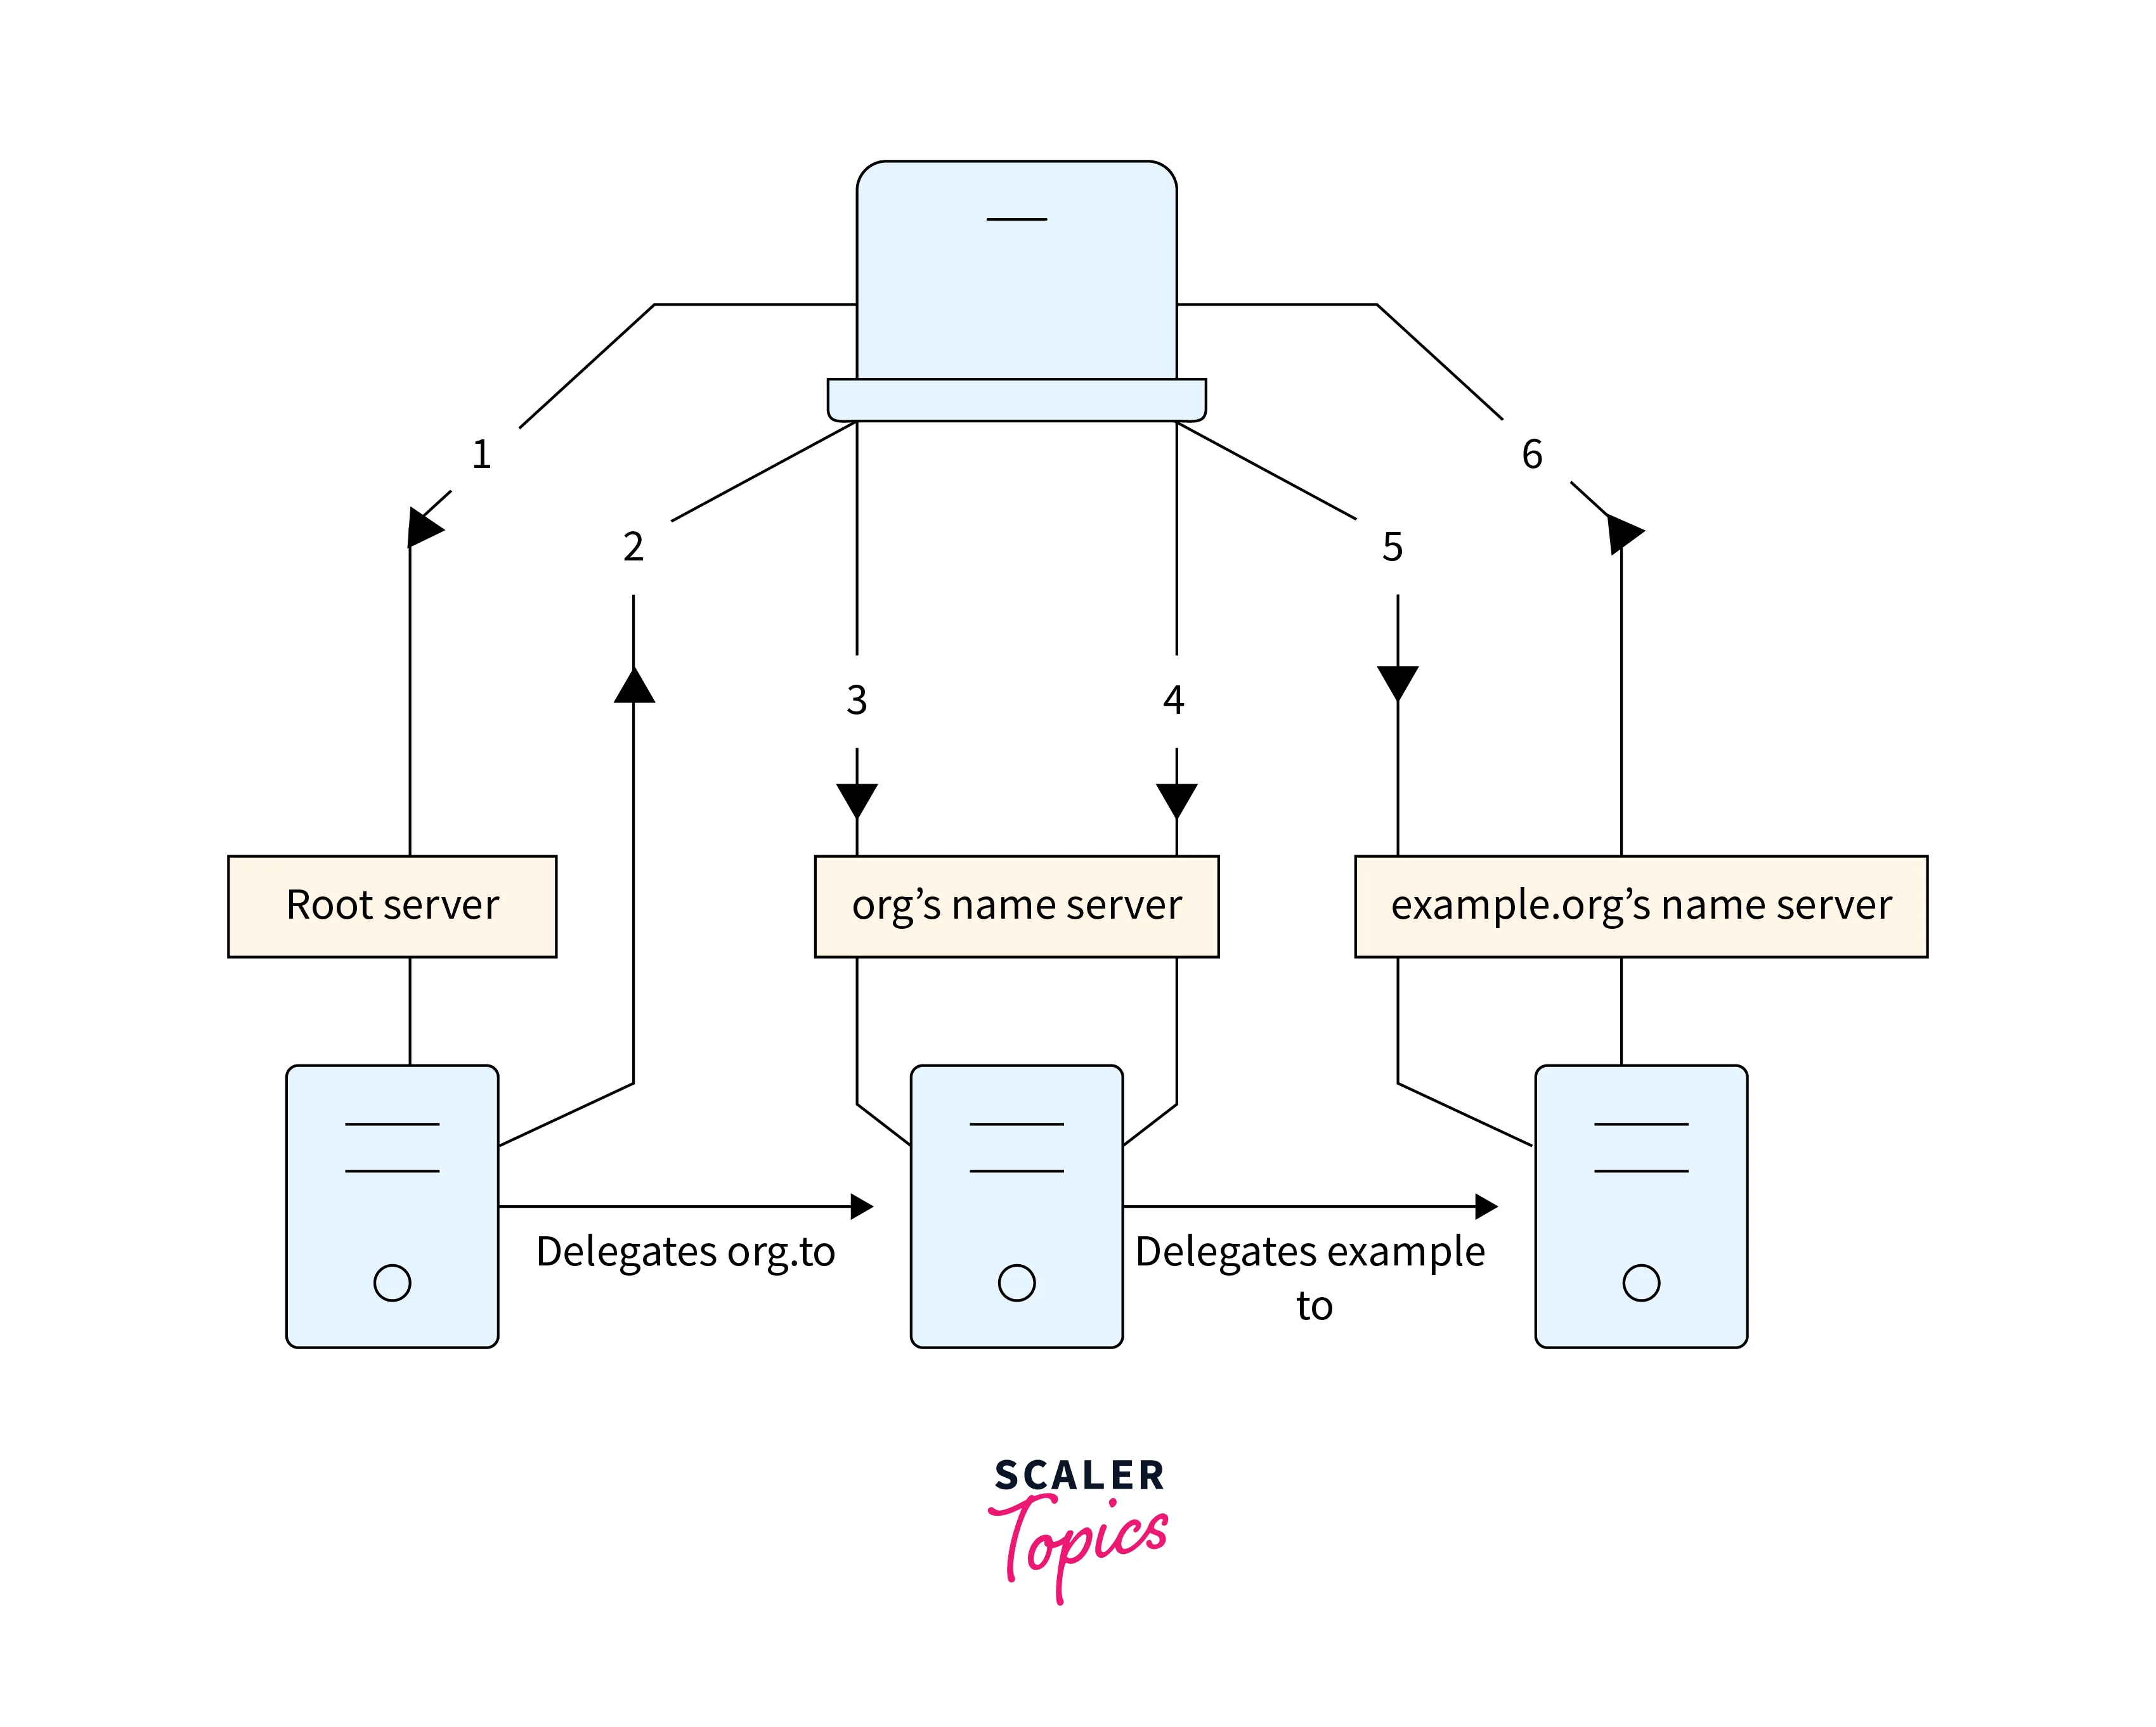 1
6
2
5
3
4
Root server
org’s name server
example.org’s name server
Delegates org.to
Delegates example
to
SCALER
Topics